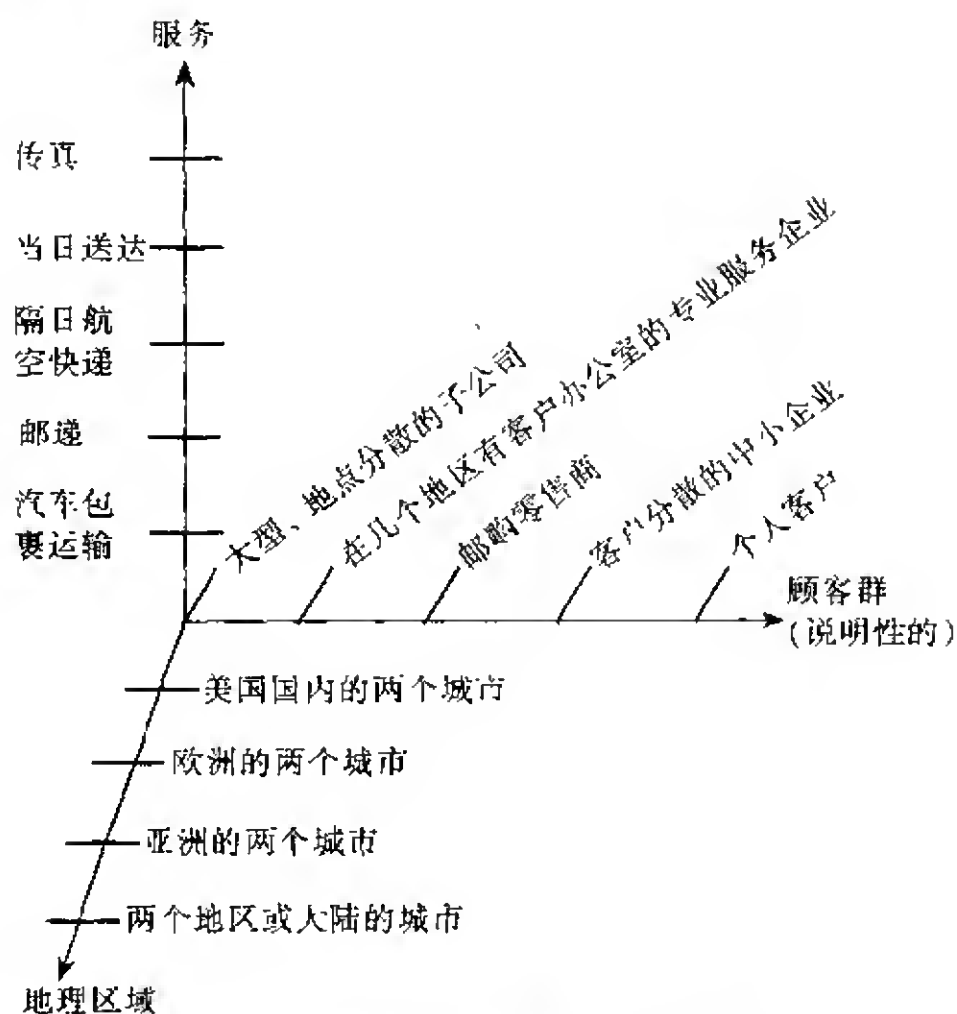 服务
传真
当日送达
隔日航
空快递
邮递
汽车包
裹运输
大型、地点分散的子公司
在几个地区有客户办公室的专业服务企业
邮购零售商
客户分散的中小企业
个人客户
顾客群
(说明性的)
美国国内的两个城市
欧洲的两个城市
亚洲的两个城市
两个地区或大陆的城市
地理区域